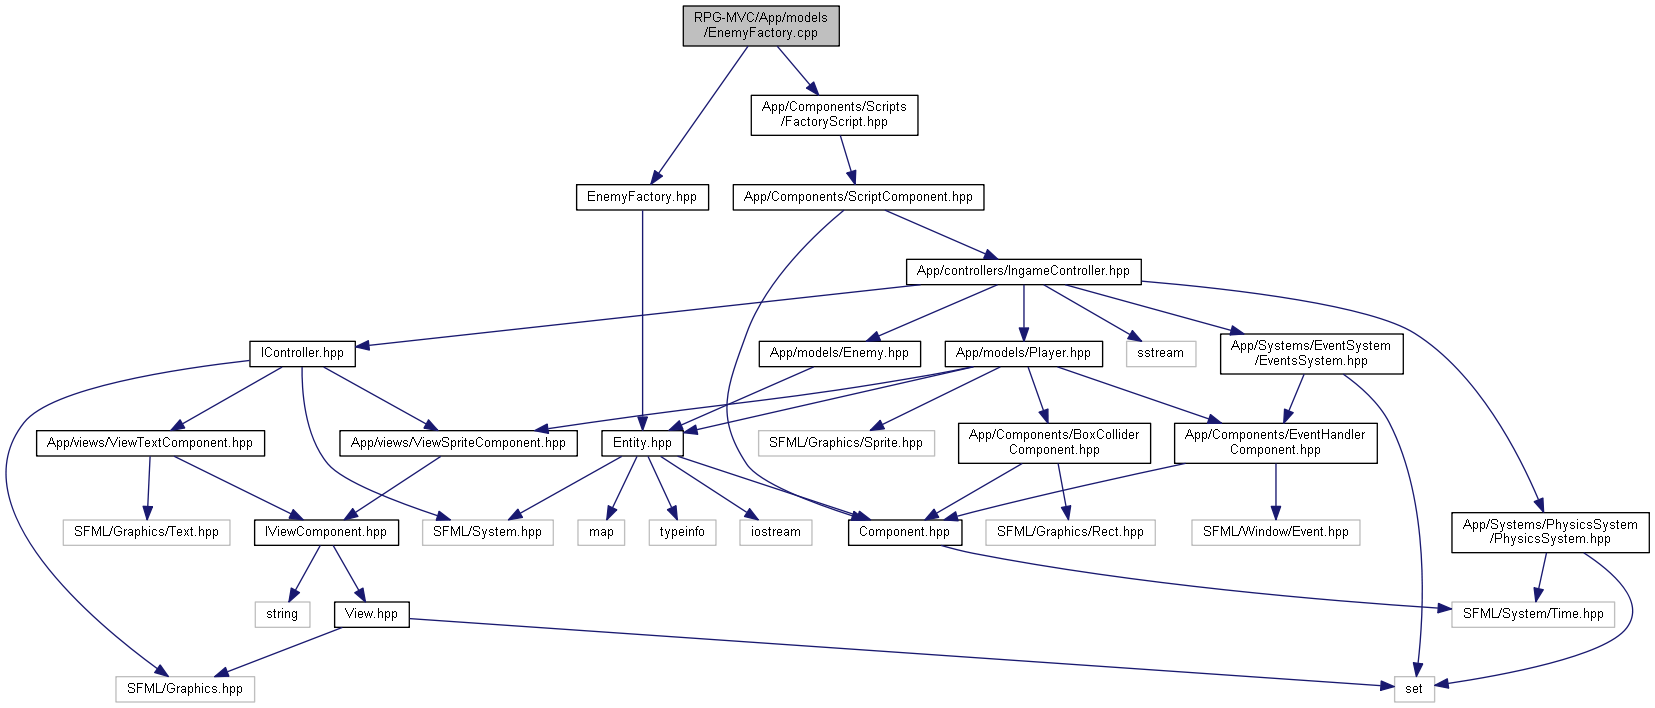 RPG-MVC/App/models
/EnemyFactory.cpp
App/Components/Scripts
/FactoryScript.hpp
EnemyFactory.hpp
App/Components/ScriptComponent.hpp
App/controllers/IngameController.hpp
IController.hpp
App/models/Enemy.hpp
App/models/Player.hpp
sstream
App/Systems/EventSystem
/EventsSystem.hpp
App/views/ViewTextComponent.hpp
App/views/ViewSpriteComponent.hpp
Entity.hpp
SFML/Graphics/Sprite.hpp
App/Components/BoxCollider
Component.hpp
App/Components/EventHandler
Component.hpp
SFML/Graphics/Text.hpp
IViewComponent.hpp
SFML/System.hpp
map
typeinfo
iostream
Component.hpp
SFML/Graphics/Rect.hpp
SFML/Window/Event.hpp
App/Systems/PhysicsSystem
/PhysicsSystem.hpp
string
View.hpp
SFML/System/Time.hpp
SFML/Graphics.hpp
set